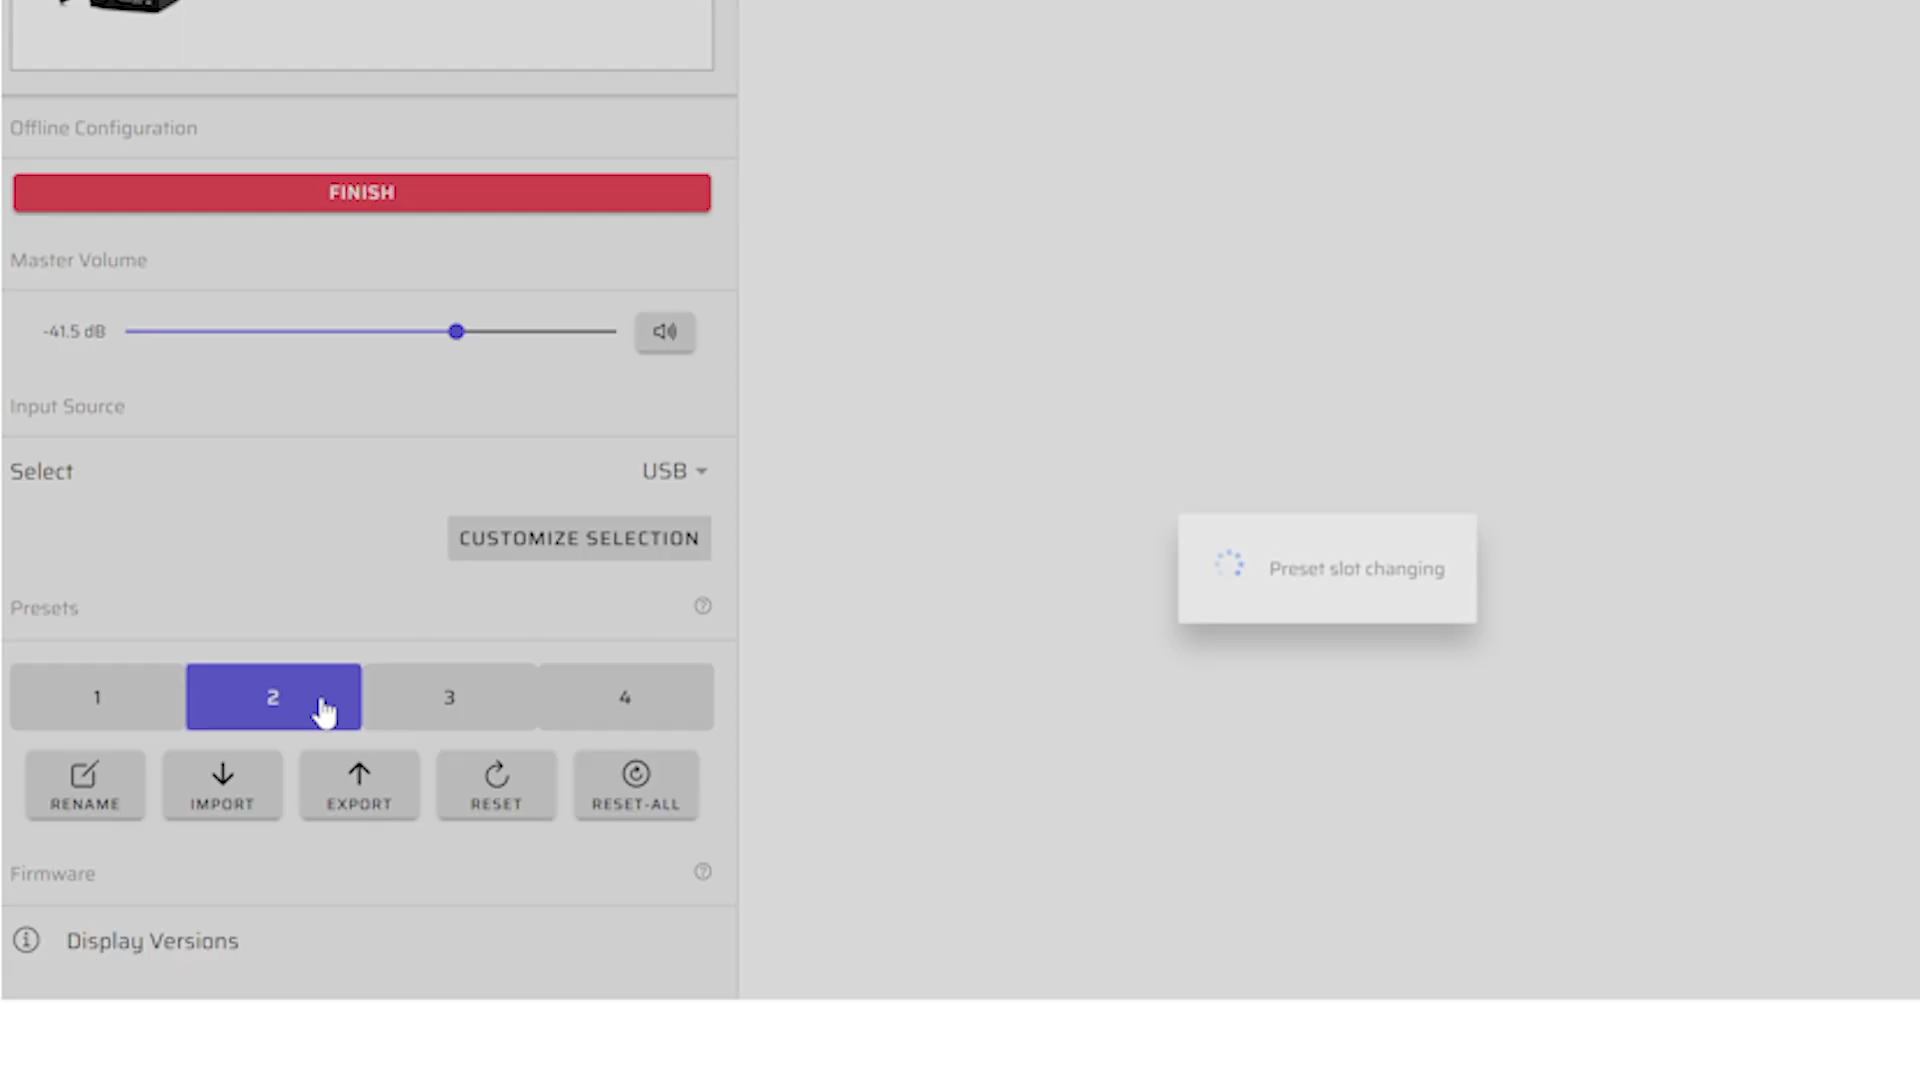 Offline Configuration
FINISH
Master Volume
-41.5 dB
Input Source
Select
USB
CUSTOMIZE SELECTION
Preset slot changing
Presets
1
2
3
4
RENAME
IMPORT
EXPORT
RESET
RESET-ALL
Firmware
Display Versions